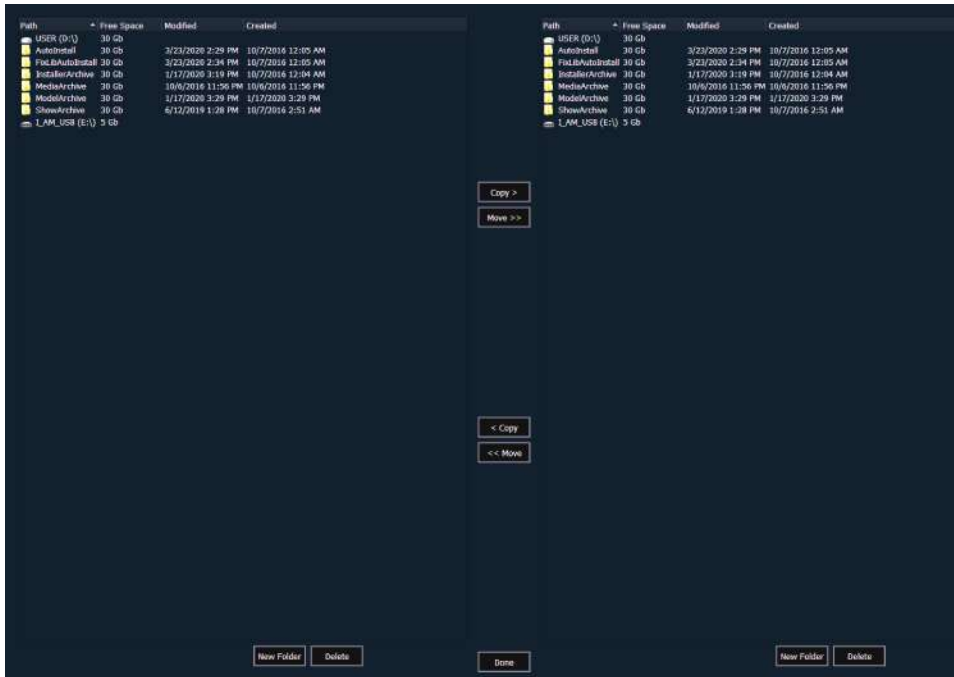 Path Free Space Modified Created
USER (D:\) 30 Gb
AutoInstall 30 Gb 3/23/2020 2:29 PM 10/7/2016 12:05 AM
FixLibAutoInstall 30 Gb 3/23/2020 2:34 PM 10/7/2016 12:05 AM
InstallerArchive 30 Gb 1/17/2020 3:19 PM 10/7/2016 12:04 AM
MediaArchive 30 Gb 10/6/2016 11:56 PM 10/6/2016 11:56 PM
ModelArchive 30 Gb 1/17/2020 3:29 PM 1/17/2020 3:29 PM
ShowArchive 30 Gb 6/12/2019 1:28 PM 10/7/2016 2:51 AM
I_AM_USB (E:\) 5 Gb
New Folder Delete
Copy >
Move >>
< Copy
<< Move
Done
Path Free Space Modified Created
USER (D:\) 30 Gb
AutoInstall 30 Gb 3/23/2020 2:29 PM 10/7/2016 12:05 AM
FixLibAutoInstall 30 Gb 3/23/2020 2:34 PM 10/7/2016 12:05 AM
InstallerArchive 30 Gb 1/17/2020 3:19 PM 10/7/2016 12:04 AM
MediaArchive 30 Gb 10/6/2016 11:56 PM 10/6/2016 11:56 PM
ModelArchive 30 Gb 1/17/2020 3:29 PM 1/17/2020 3:29 PM
ShowArchive 30 Gb 6/12/2019 1:28 PM 10/7/2016 2:51 AM
I_AM_USB (E:\) 5 Gb
New Folder Delete